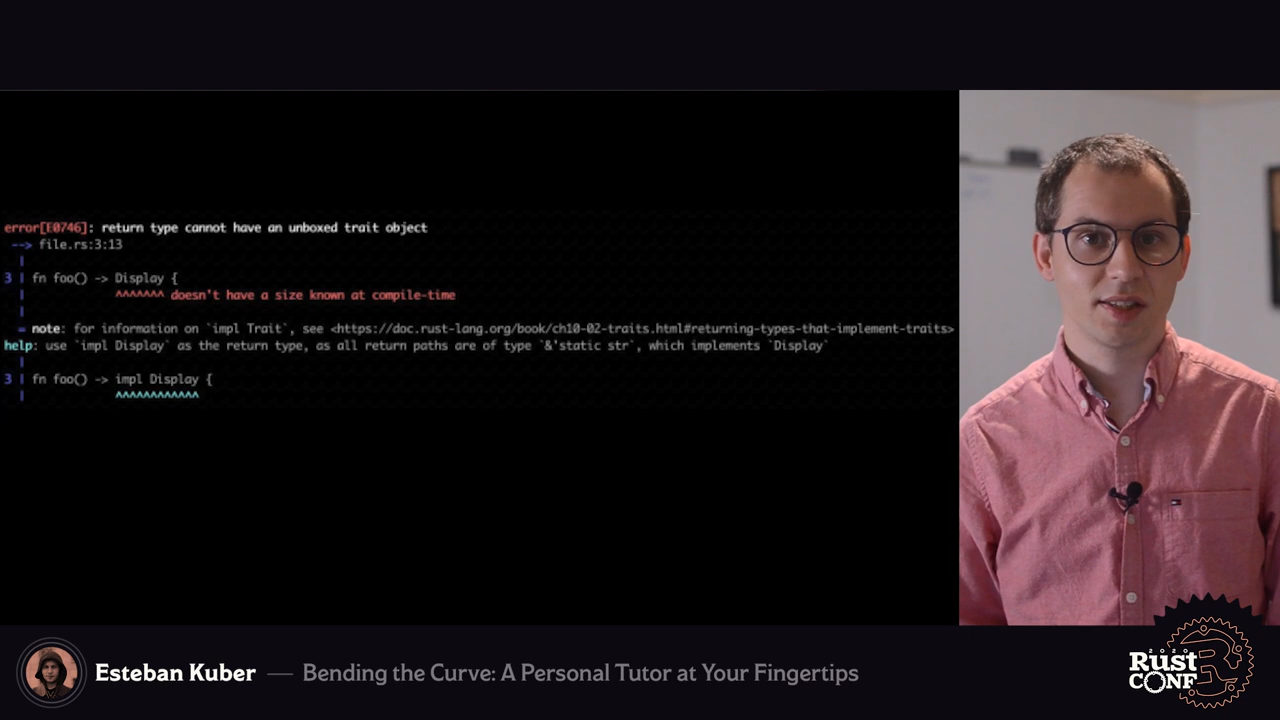 error[E0746]: return type cannot have an unboxed trait object
--> file.rs:3:13
|
3 | fn foo() -> Display {
| ^^^^^^^ doesn't have a size known at compile-time
|
= note: for information on `impl Trait`, see <https://doc.rust-lang.org/book/ch10-02-traits.html#returning-types-that-implement-traits>
help: use `impl Display` as the return type, as all return paths are of type `&'static str`, which implements `Display`
|
3 | fn foo() -> impl Display {
| ^^^^^^^^^^^^
Esteban Kuber — Bending the Curve: A Personal Tutor at Your Fingertips
2020
Rust
CONF
R